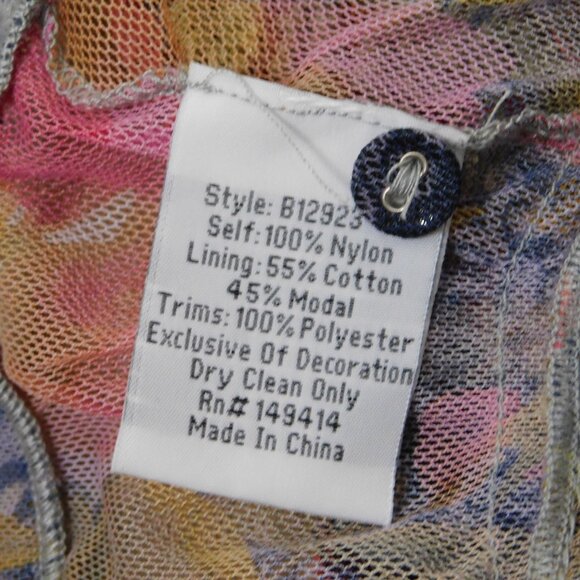 Style: B12923
Self: 100% Nylon
Lining: 55% Cotton
45% Modal
Trims: 100% Polyester
Exclusive Of Decoration
Dry Clean Only
Rn# 149414
Made In China